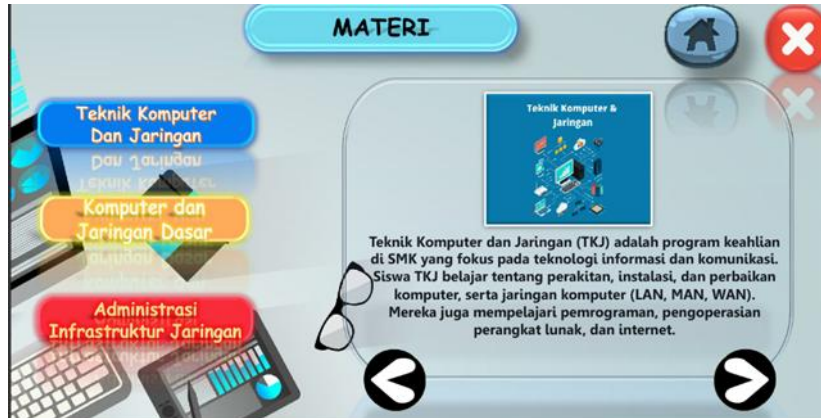 MATERI
Teknik Komputer
Dan Jaringan
Komputer dan
Jaringan Dasar
Administrasi
Infrastruktur Jaringan
Teknik Komputer &
Jaringan
Teknik Komputer dan Jaringan (TKJ) adalah program keahlian
di SMK yang fokus pada teknologi informasi dan komunikasi.
Siswa TKJ belajar tentang perakitan, instalasi, dan perbaikan
komputer, serta jaringan komputer (LAN, MAN, WAN).
Mereka juga mempelajari pemrograman, pengoperasian
perangkat lunak, dan internet.